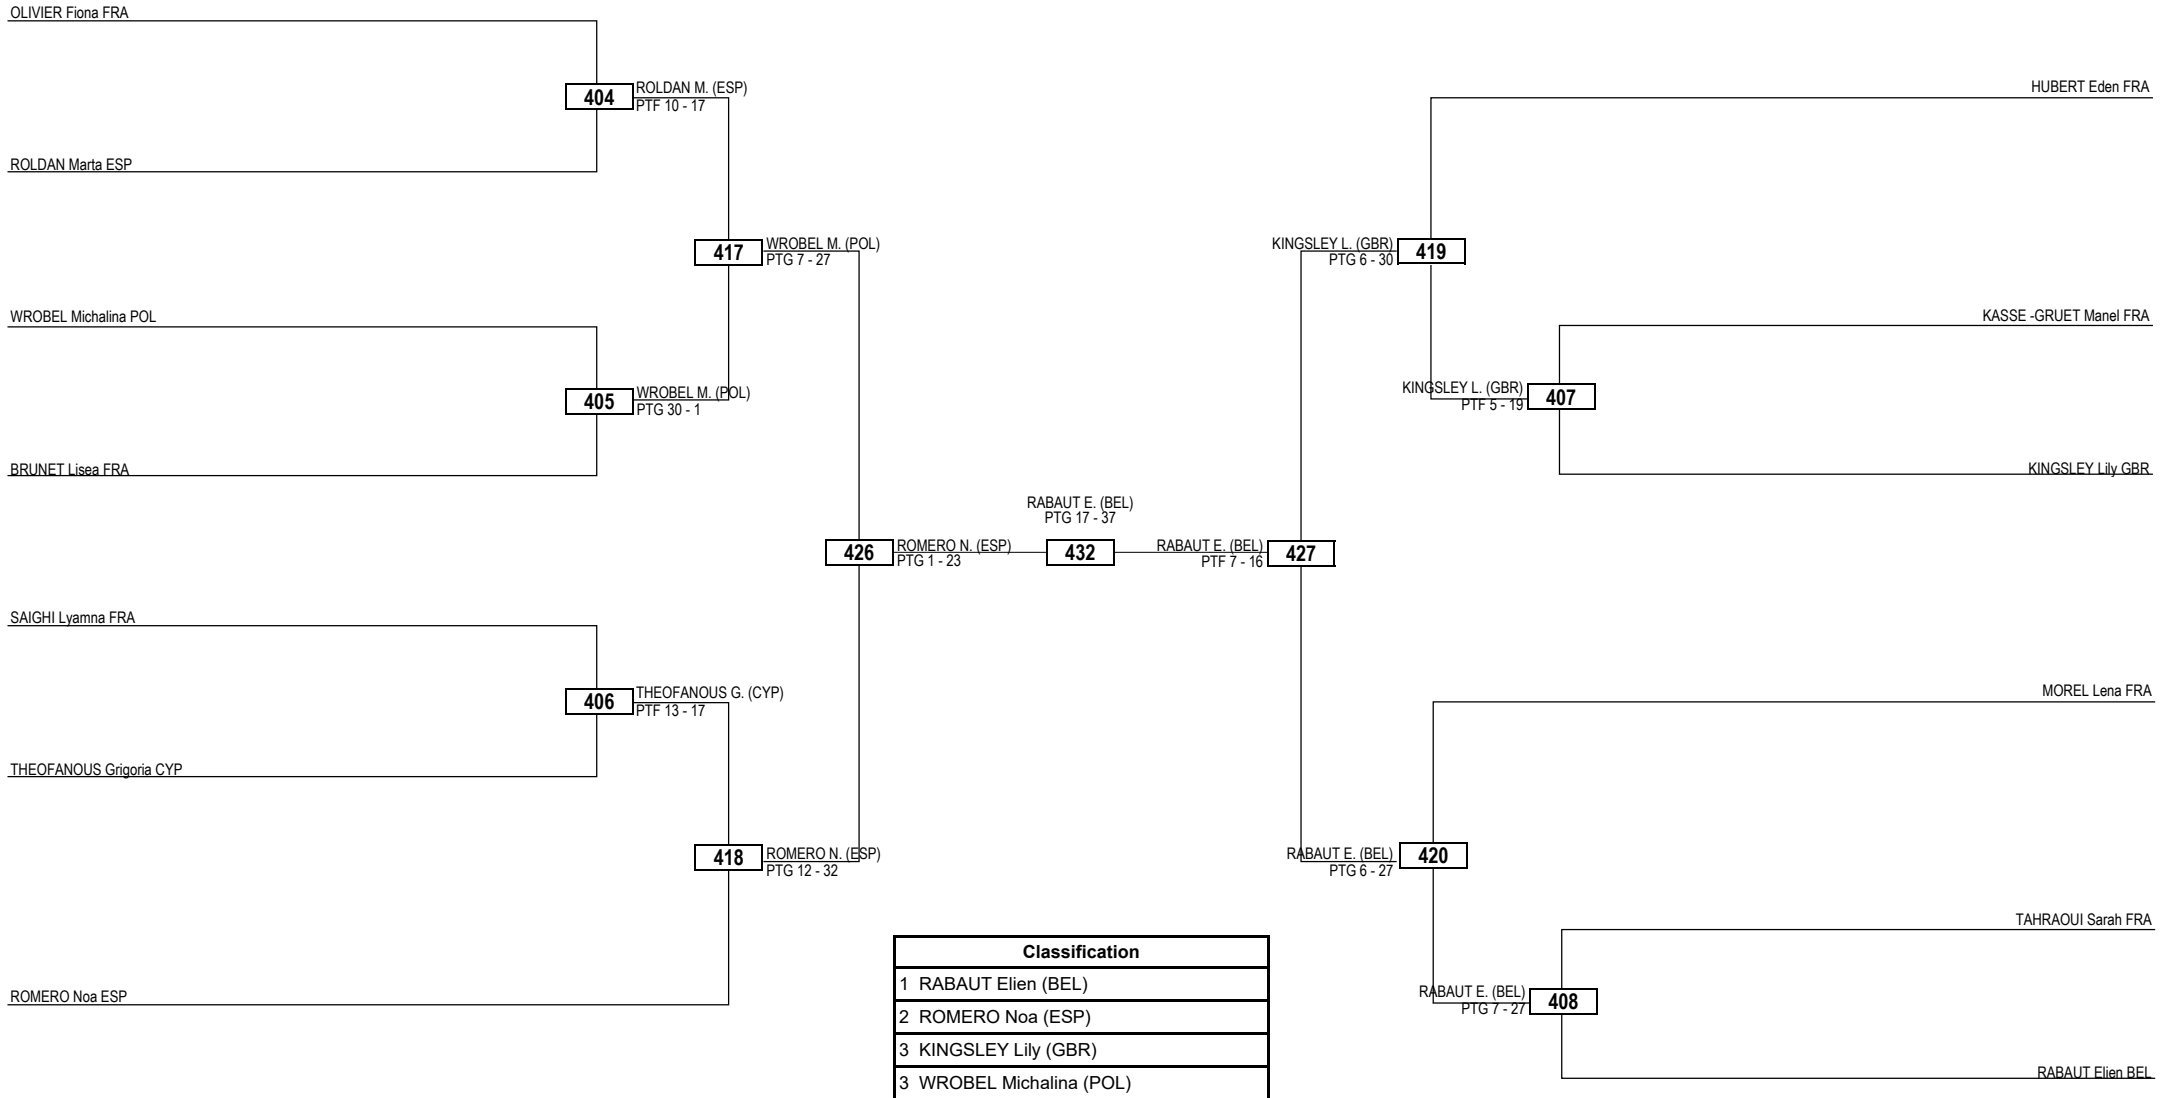 OLIVIER Fiona FRA
404
ROLDAN M. (ESP)
PTF 10 - 17
ROLDAN Marta ESP
417
WROBEL M. (POL)
PTG 7 - 27
WROBEL Michalina POL
405
WROBEL M. (POL)
PTG 30 - 1
BRUNET Lisea FRA
426
ROMERO N. (ESP)
PTG 1 - 23
SAIGHI Lyamna FRA
406
THEOFANOUS G. (CYP)
PTF 13 - 17
THEOFANOUS Grigoria CYP
418
ROMERO N. (ESP)
PTG 12 - 32
ROMERO Noa ESP
RABAUT E. (BEL)
PTG 17 - 37
432
HUBERT Eden FRA
KINGSLEY L. (GBR)
PTG 6 - 30
419
KASSE -GRUET Manel FRA
KINGSLEY L. (GBR)
PTF 5 - 19
407
KINGSLEY Lily GBR
RABAUT E. (BEL)
PTF 7 - 16
427
MOREL Lena FRA
RABAUT E. (BEL)
PTG 6 - 27
420
TAHRAOUI Sarah FRA
RABAUT E. (BEL)
PTG 7 - 27
408
RABAUT Elien BEL
Classification
1 RABAUT Elien (BEL)
2 ROMERO Noa (ESP)
3 KINGSLEY Lily (GBR)
3 WROBEL Michalina (POL)